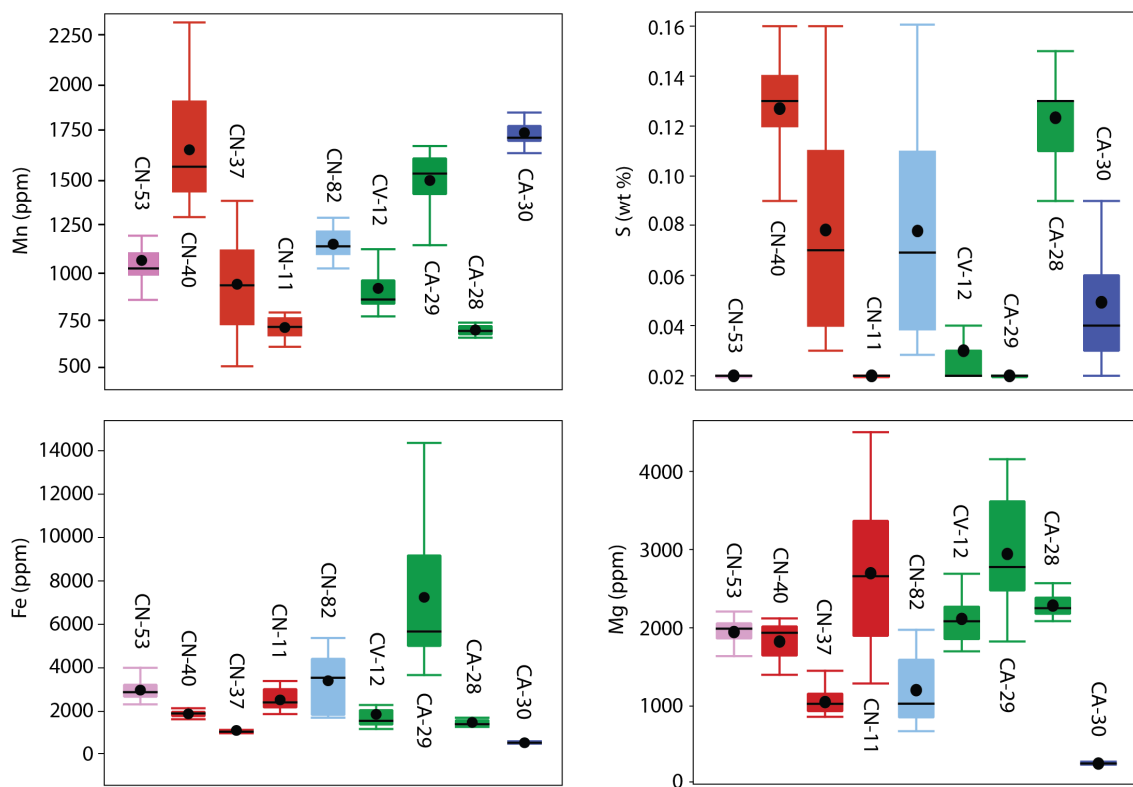 Mn (ppm)
2250
2000
1750
1500
1250
1000
750
500
CN-53
CN-40
CN-37
CN-11
CN-82
CV-12
CA-29
CA-28
CA-30
S (wt %)
0.16
0.14
0.12
0.10
0.08
0.06
0.04
0.02
CN-53
CN-40
CN-11
CV-12
CA-29
CA-28
CA-30
Fe (ppm)
14000
12000
10000
8000
6000
4000
2000
0
CN-53
CN-40
CN-37
CN-11
CN-82
CV-12
CA-29
CA-28
CA-30
Mg (ppm)
4000
3000
2000
1000
0
CN-53
CN-40
CN-37
CN-11
CN-82
CV-12
CA-29
CA-28
CA-30